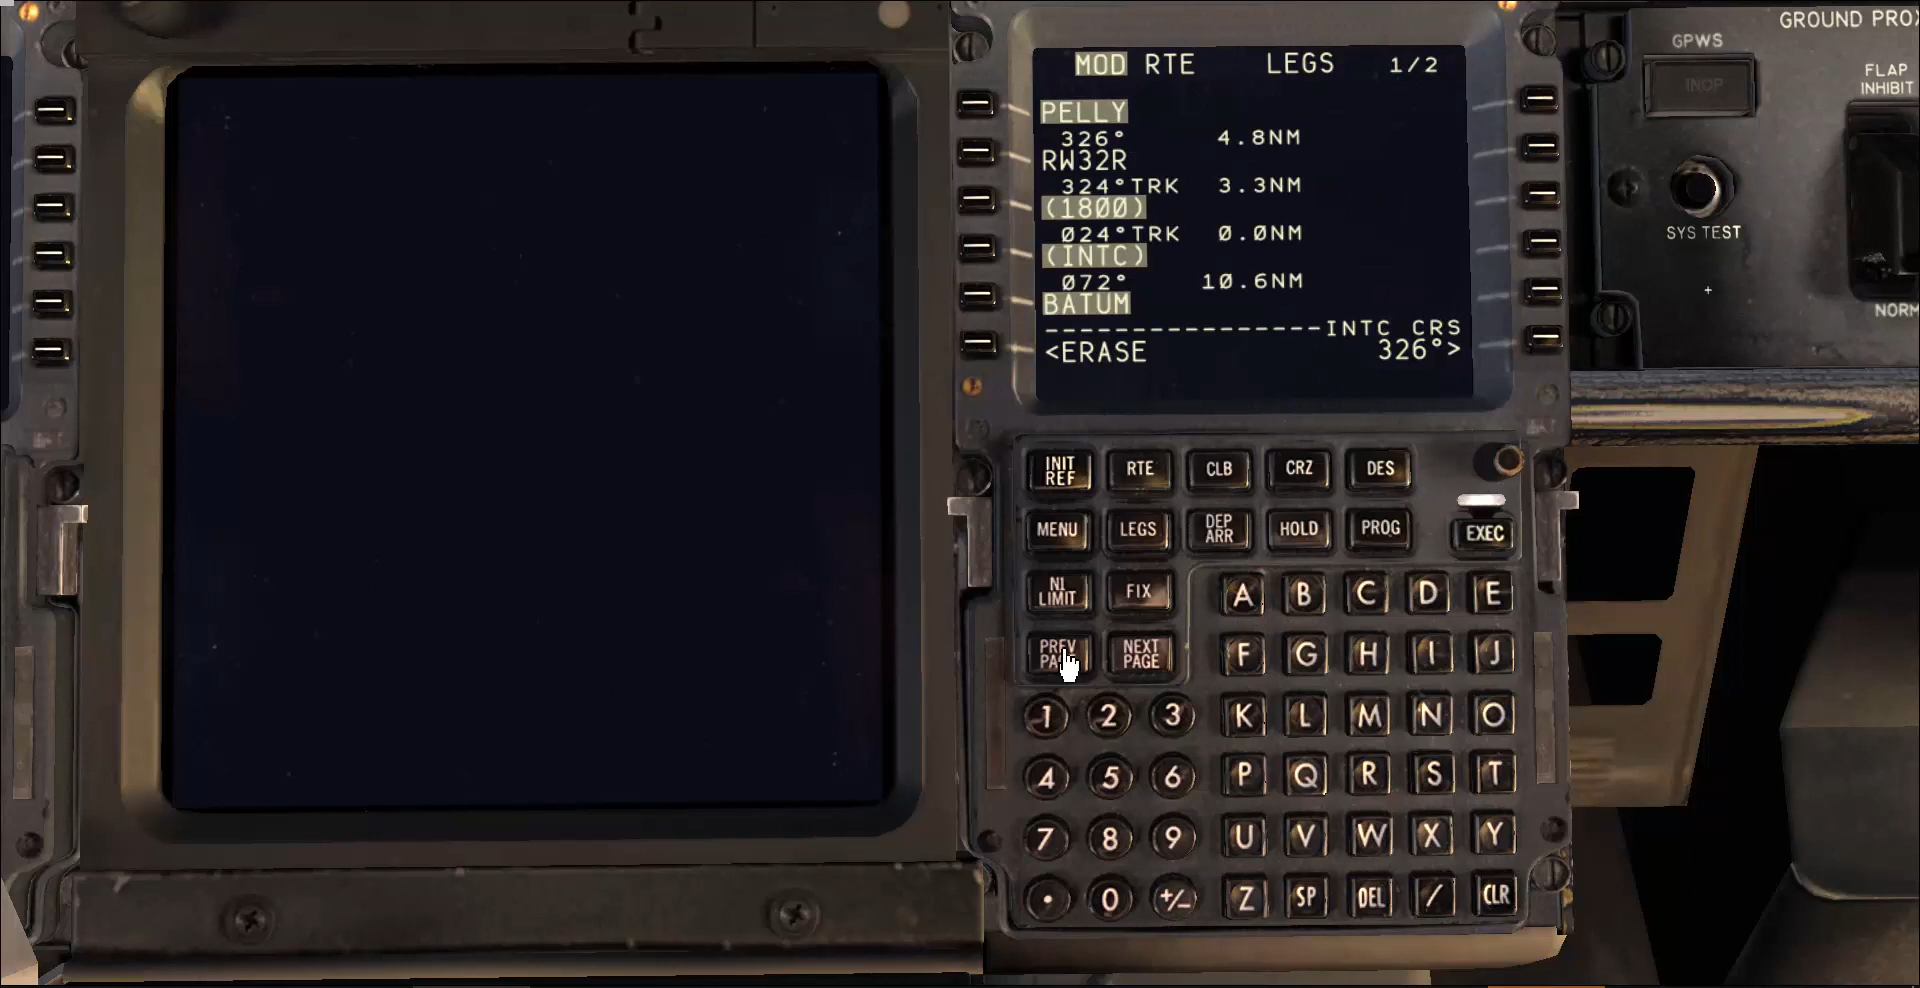 MOD RTE LEGS 1/2
PELLY
326° 4.8NM
RW32R
324°TRK 3.3NM
(1800)
024°TRK 0.0NM
(INTC)
072° 10.6NM
BATUM
----------------INTC CRS
<ERASE 326°>
INIT REF RTE CLB CRZ DES
MENU LEGS DEP ARR HOLD PROG EXEC
N1 LIMIT FIX
PREV PAGE NEXT PAGE
A B C D E
F G H I J
1 2 3 K L M N O
4 5 6 P Q R S T
7 8 9 U V W X Y
. 0 +/- Z SP DEL / CLR
GROUND PROX
GPWS
INOP
FLAP
INHIBIT
SYS TEST
NORM